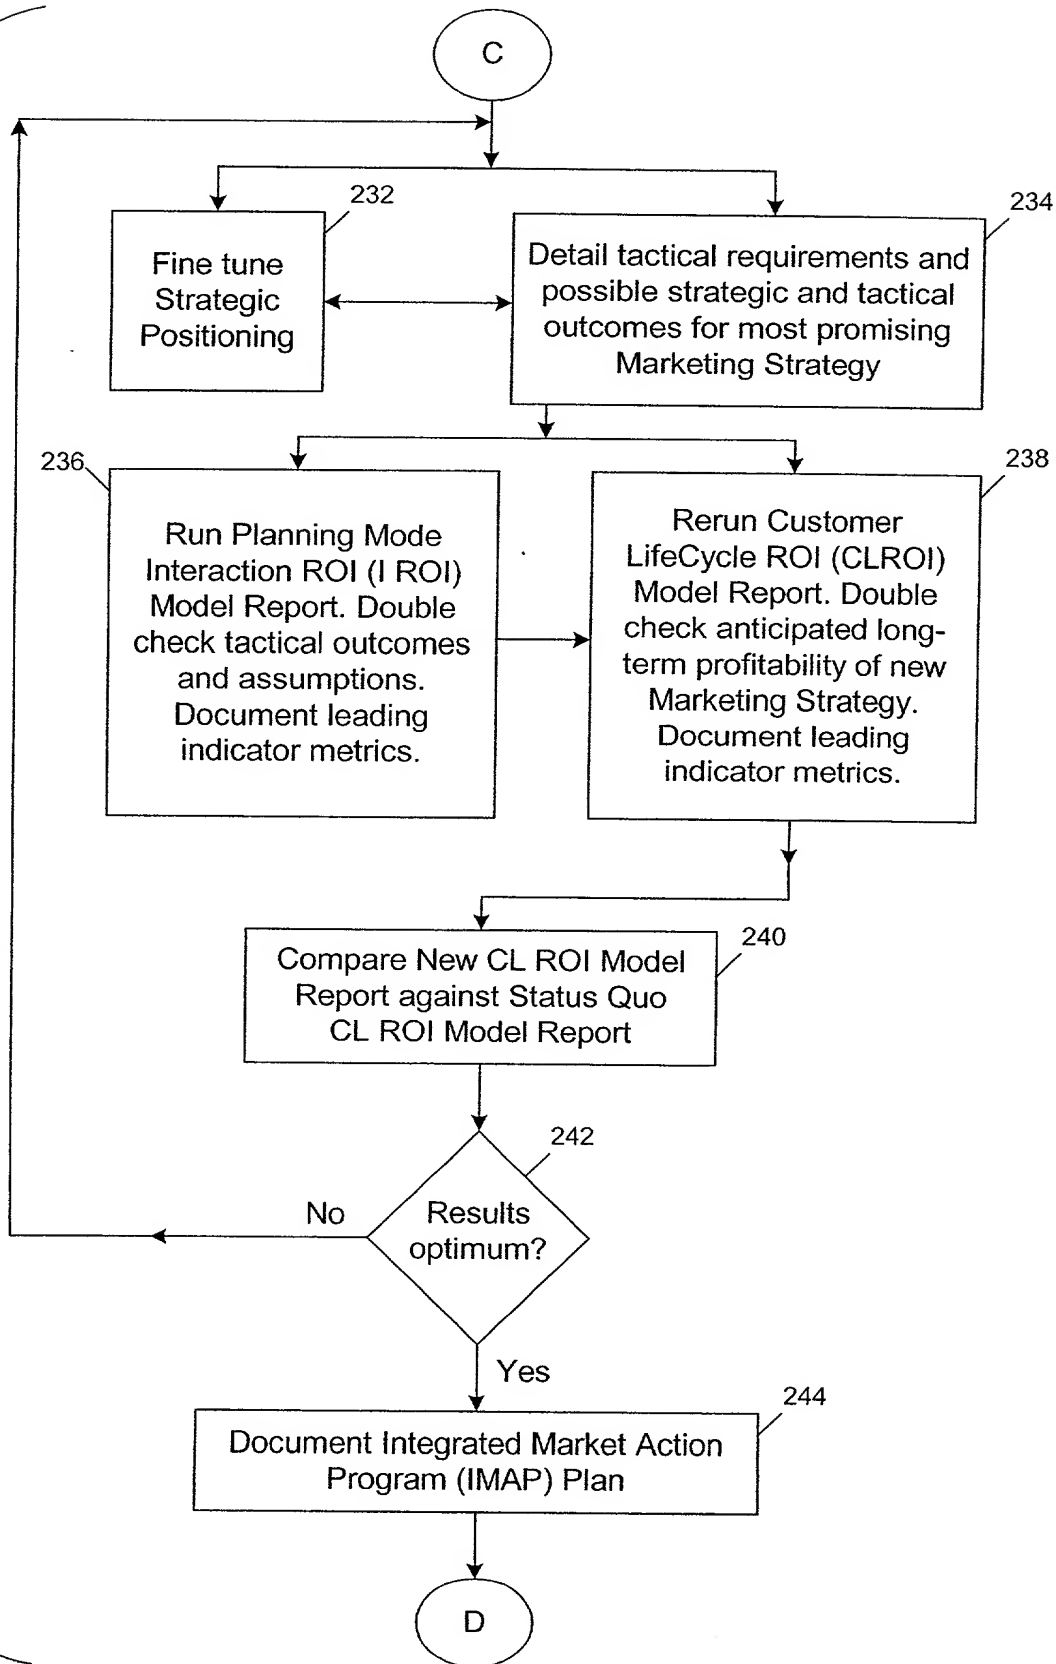 C
232
Fine tune
Strategic
Positioning
234
Detail tactical requirements and
possible strategic and tactical
outcomes for most promising
Marketing Strategy
236
Run Planning Mode
Interaction ROI (I ROI)
Model Report. Double
check tactical outcomes
and assumptions.
Document leading
indicator metrics.
238
Rerun Customer
LifeCycle ROI (CLROI)
Model Report. Double
check anticipated long-
term profitability of new
Marketing Strategy.
Document leading
indicator metrics.
240
Compare New CL ROI Model
Report against Status Quo
CL ROI Model Report
242
Results
optimum?
No
Yes
244
Document Integrated Market Action
Program (IMAP) Plan
D